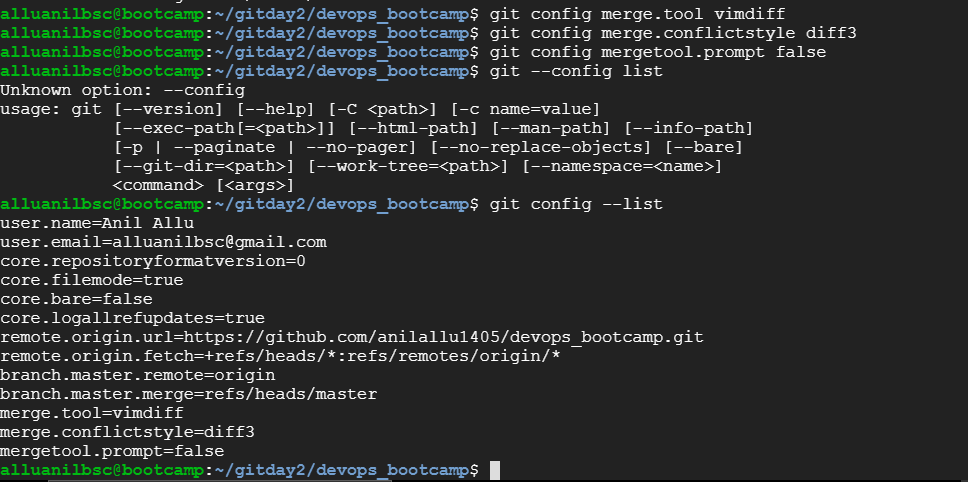 alluanilbsc@bootcamp:~/gitday2/devops_bootcamp$ git config merge.tool vimdiff
alluanilbsc@bootcamp:~/gitday2/devops_bootcamp$ git config merge.conflictstyle diff3
alluanilbsc@bootcamp:~/gitday2/devops_bootcamp$ git config mergetool.prompt false
alluanilbsc@bootcamp:~/gitday2/devops_bootcamp$ git --config list
Unknown option: --config
usage: git [--version] [--help] [-C <path>] [-c name=value]
           [--exec-path[=<path>]] [--html-path] [--man-path] [--info-path]
           [-p | --paginate | --no-pager] [--no-replace-objects] [--bare]
           [--git-dir=<path>] [--work-tree=<path>] [--namespace=<name>]
           <command> [<args>]
alluanilbsc@bootcamp:~/gitday2/devops_bootcamp$ git config --list
user.name=Anil Allu
user.email=alluanilbsc@gmail.com
core.repositoryformatversion=0
core.filemode=true
core.bare=false
core.logallrefupdates=true
remote.origin.url=https://github.com/anilallu1405/devops_bootcamp.git
remote.origin.fetch=+refs/heads/*:refs/remotes/origin/*
branch.master.remote=origin
branch.master.merge=refs/heads/master
merge.tool=vimdiff
merge.conflictstyle=diff3
mergetool.prompt=false
alluanilbsc@bootcamp:~/gitday2/devops_bootcamp$